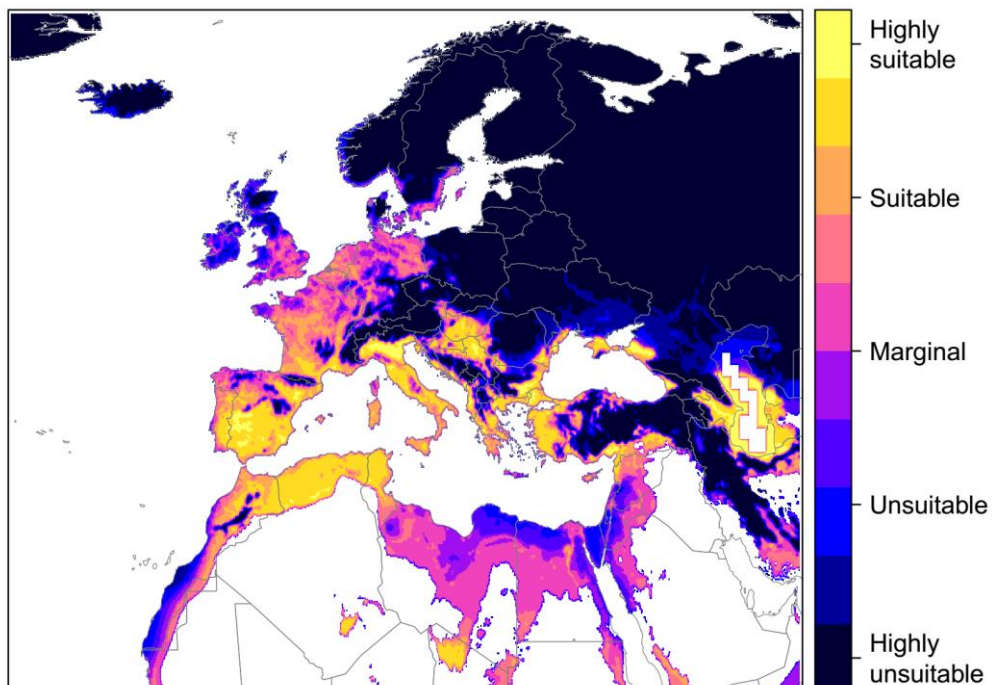 Highly
suitable
Suitable
Marginal
Unsuitable
Highly
unsuitable